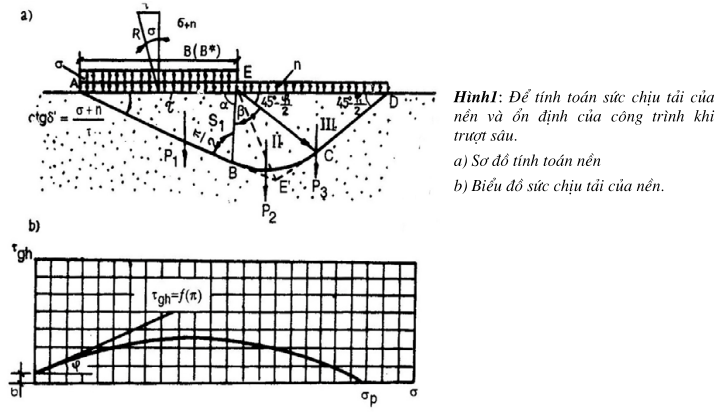 a)
τ
σ+n
R
σ
B(B*)
σ
E
n
A
τ
α
45°-φ/2
45°-φ/2
D
σ+n
ctgδ' =
τ
S₁
β
III
π/2
II
P₁
B
C
E'
P₃
P₂
Hình1: Để tính toán sức chịu tải của
nền và ổn định của công trình khi
trượt sâu.
a) Sơ đồ tính toán nền
b) Biểu đồ sức chịu tải của nền.
b)
τgh
τgh=f(π)
φ
σp
σ